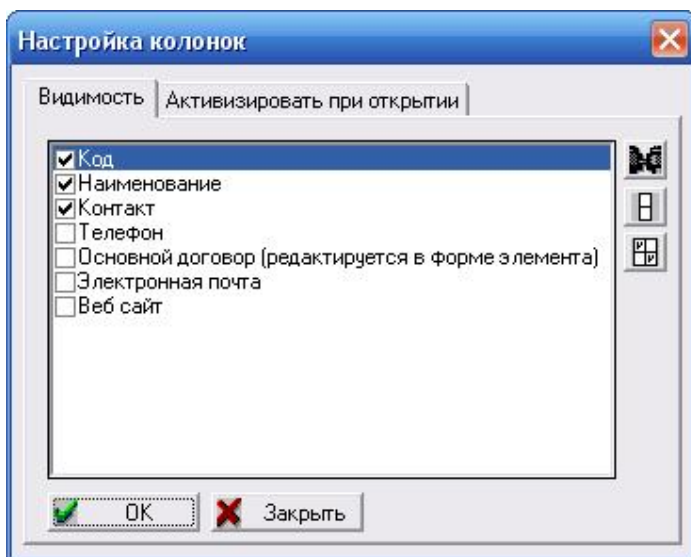 Настройка колонок
Видимость Активизировать при открытии
Код
Наименование
Контакт
Телефон
Основной договор (редактируется в форме элемента)
Электронная почта
Веб сайт
OK Закрыть